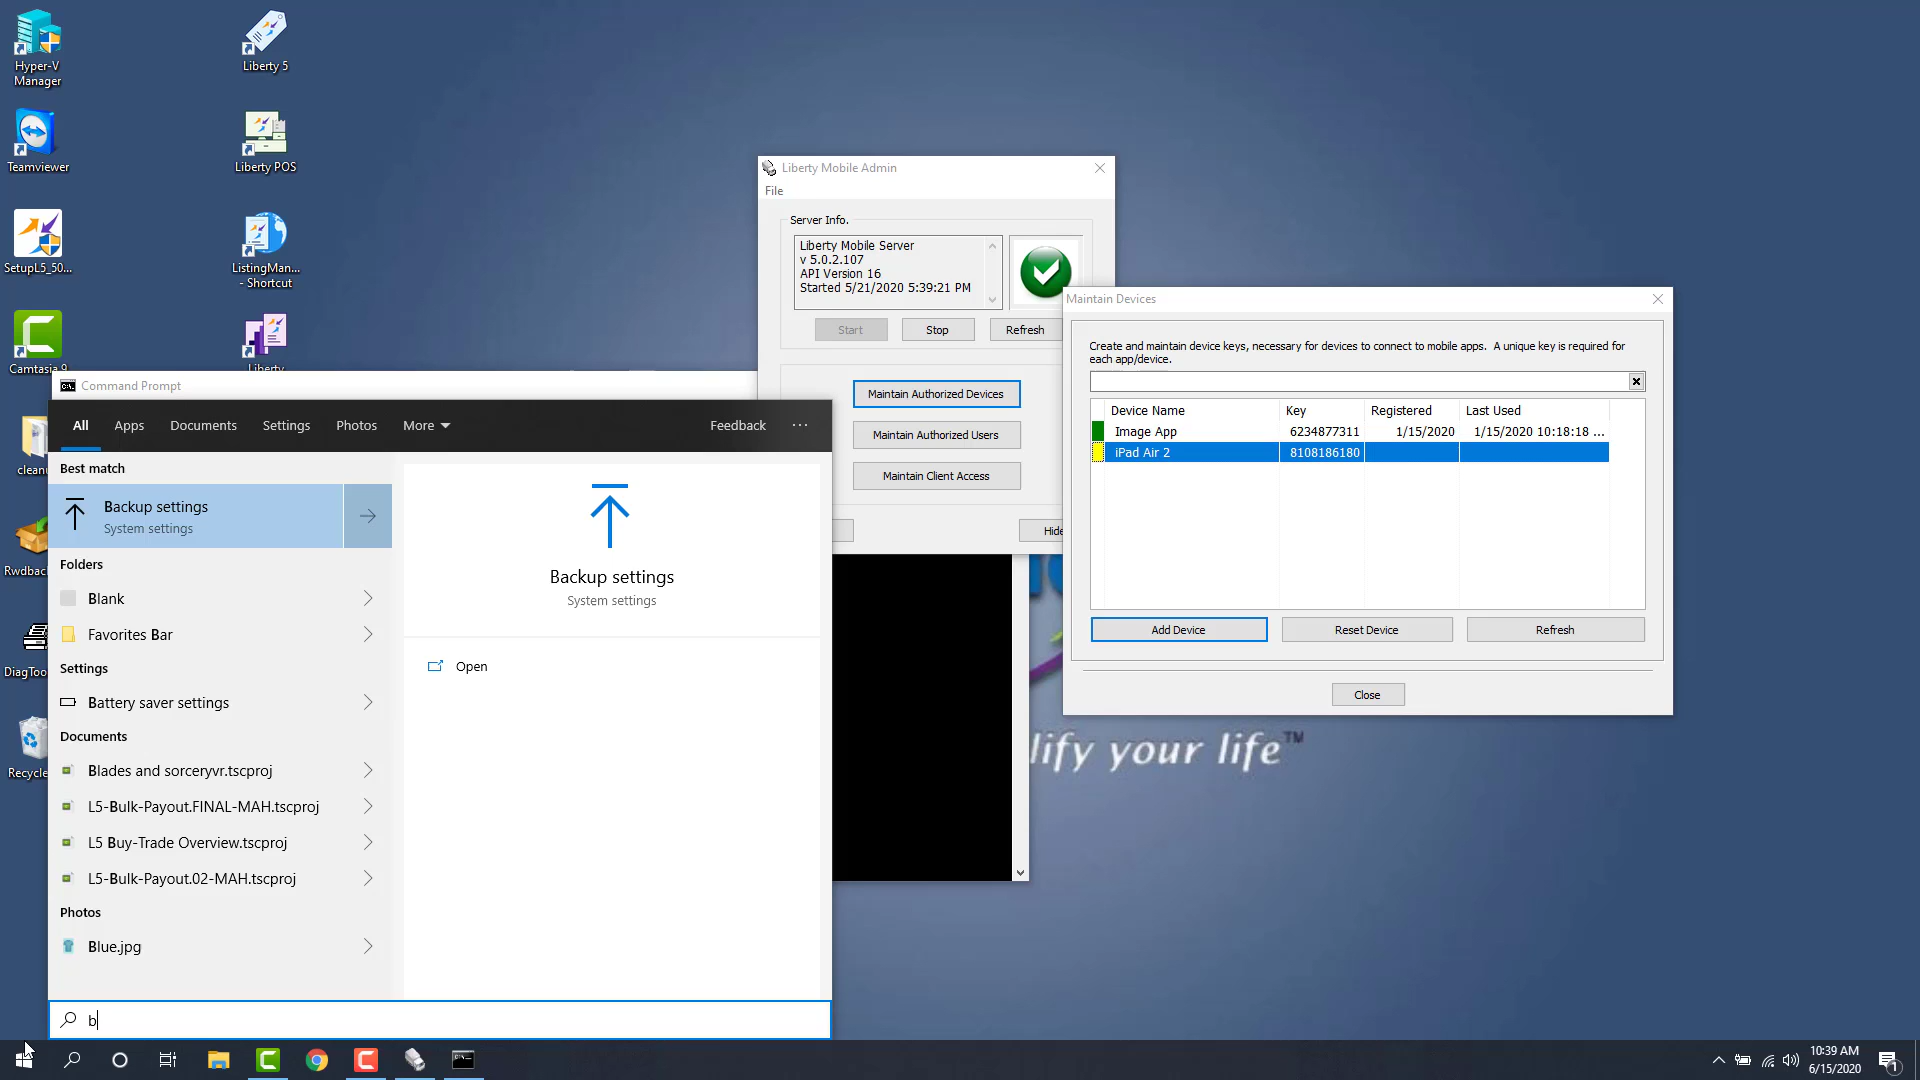 Hyper-V
Manager
Teamviewer
SetupL5_50...
Camtasia 9
Recycle
Liberty 5
Liberty POS
ListingMan...
- Shortcut
Liberty
Liberty Mobile Admin
File
Server Info.
Liberty Mobile Server
v 5.0.2.107
API Version 16
Started 5/21/2020 5:39:21 PM
Start
Stop
Refresh
Maintain Authorized Devices
Maintain Authorized Users
Maintain Client Access
Hide
Maintain Devices
Create and maintain device keys, necessary for devices to connect to mobile apps. A unique key is required for
each app/device.
Device Name Key Registered Last Used
Image App 6234877311 1/15/2020 1/15/2020 10:18:18 ...
iPad Air 2 8108186180
Add Device
Reset Device
Refresh
Close
lify your life™
Command Prompt
All
Apps
Documents
Settings
Photos
More
Feedback
...
Best match
Backup settings
System settings
Folders
Blank
Favorites Bar
Settings
Battery saver settings
Documents
Blades and sorceryvr.tscproj
L5-Bulk-Payout.FINAL-MAH.tscproj
L5 Buy-Trade Overview.tscproj
L5-Bulk-Payout.02-MAH.tscproj
Photos
Blue.jpg
Backup settings
System settings
Open
cleanu
Rwdbac
DiagToo
b
10:39 AM
6/15/2020
1